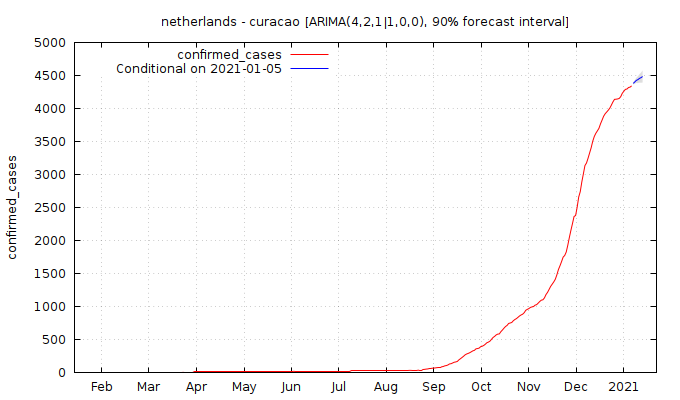 netherlands - curacao [ARIMA(4,2,1|1,0,0), 90% forecast interval]
confirmed_cases
Conditional on 2021-01-05
confirmed_cases
5000
4500
4000
3500
3000
2500
2000
1500
1000
500
0
Feb Mar Apr May Jun Jul Aug Sep Oct Nov Dec 2021